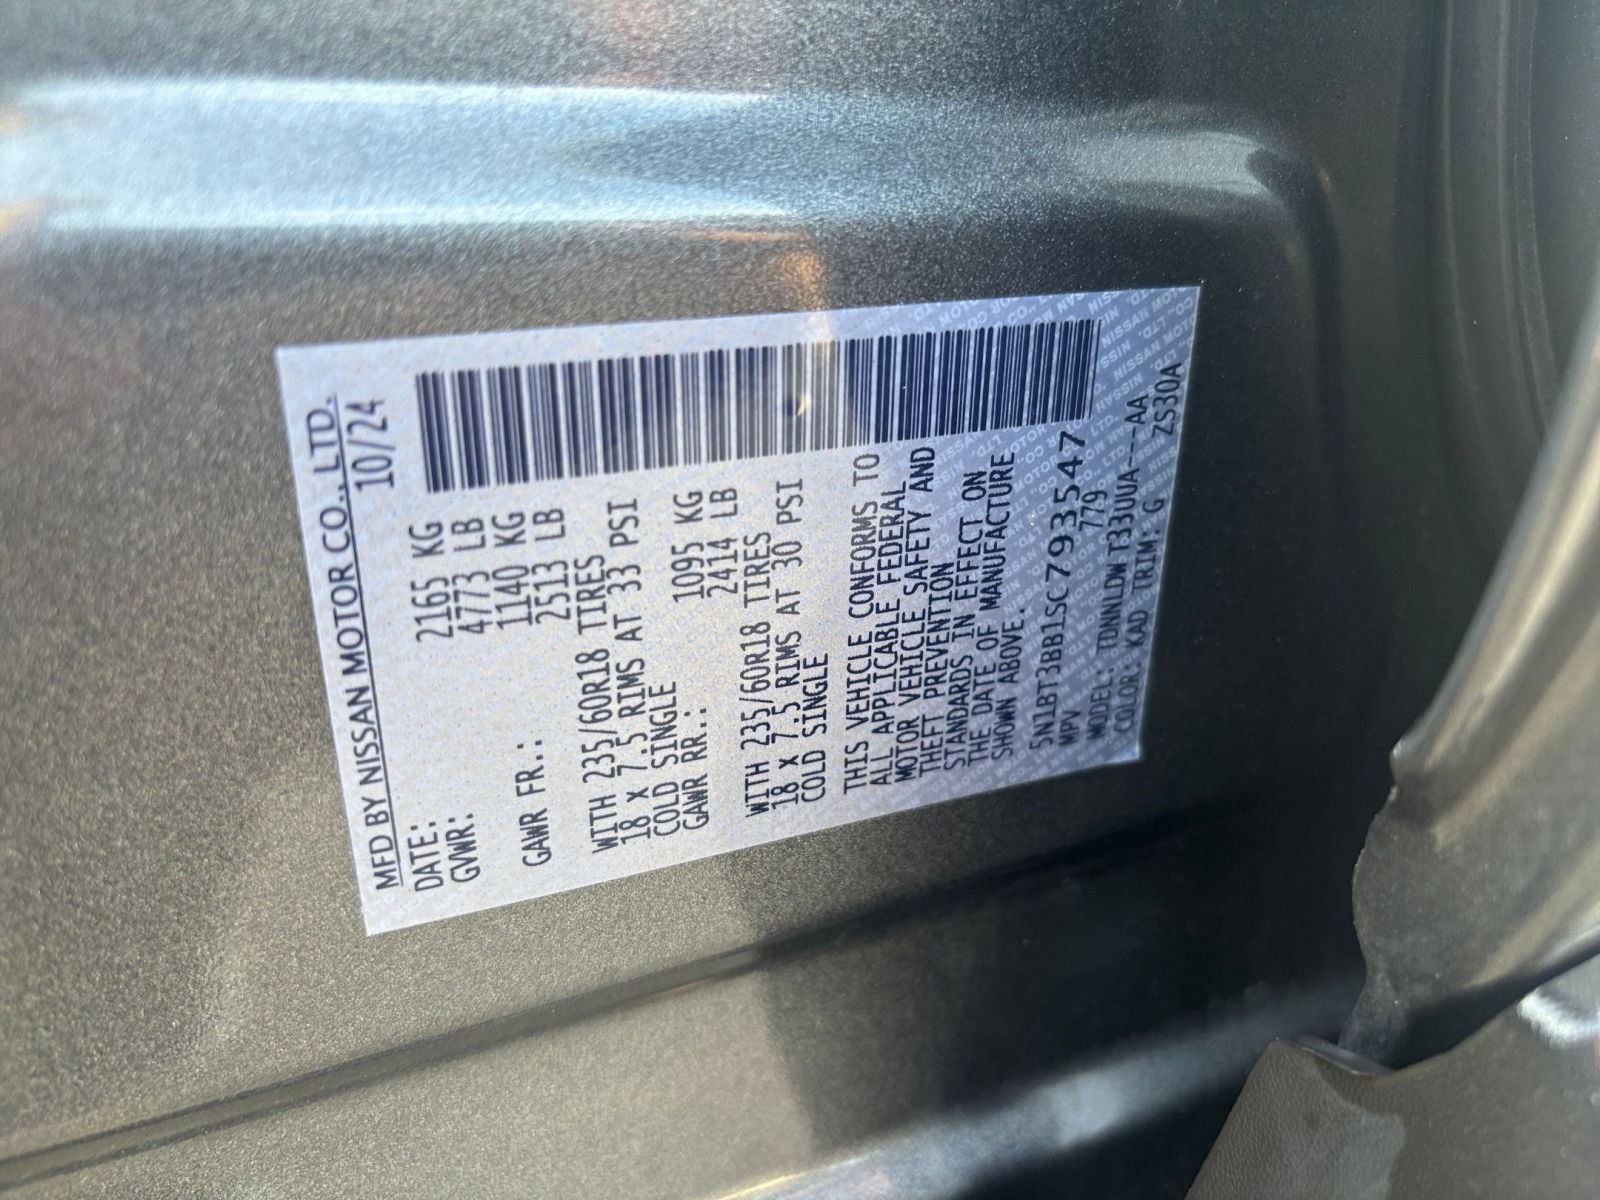 MFD BY NISSAN MOTOR CO., LTD.
DATE: 10/24
GVWR: 2165 KG
4773 LB
GAWR FR.: 1140 KG
2513 LB
WITH 235/60R18 TIRES
18 x 7.5 RIMS AT 33 PSI
COLD SINGLE
GAWR RR.: 1095 KG
2414 LB
WITH 235/60R18 TIRES
18 x 7.5 RIMS AT 30 PSI
COLD SINGLE
THIS VEHICLE CONFORMS TO
ALL APPLICABLE FEDERAL
MOTOR VEHICLE SAFETY AND
THEFT PREVENTION
STANDARDS IN EFFECT ON
THE DATE OF MANUFACTURE
SHOWN ABOVE.
5N1BT3BB1SC793547
MPV 779
MODEL: TDNNLDW T33UUA---AA
COLOR: KAD TRIM: G ZS30A